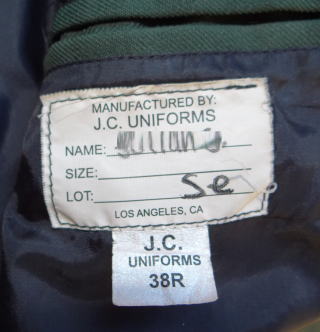 MANUFACTURED BY:
J.C. UNIFORMS
NAME:
SIZE:
LOT: Se
LOS ANGELES, CA
J.C.
UNIFORMS
38R